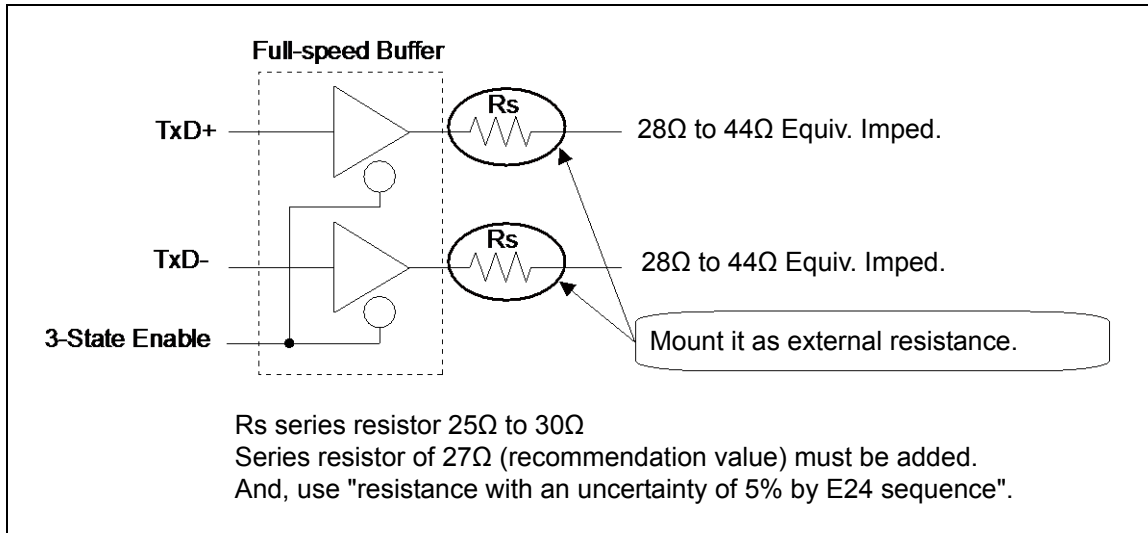 Full-speed Buffer
Rs
TxD+
28Ω to 44Ω Equiv. Imped.
Rs
TxD-
28Ω to 44Ω Equiv. Imped.
3-State Enable
Mount it as external resistance.
Rs series resistor 25Ω to 30Ω
Series resistor of 27Ω (recommendation value) must be added.
And, use "resistance with an uncertainty of 5% by E24 sequence".